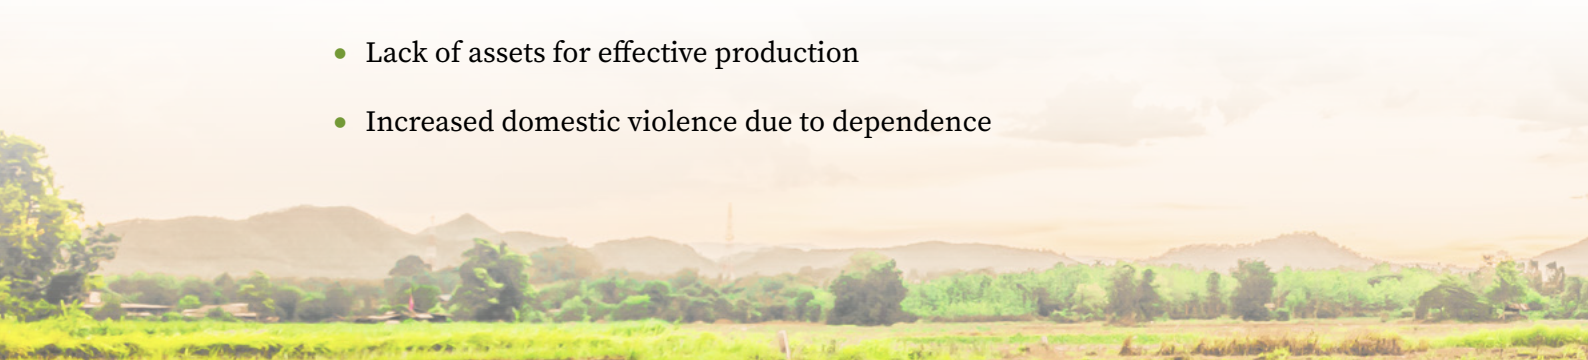 Lack of assets for effective production
Increased domestic violence due to dependence